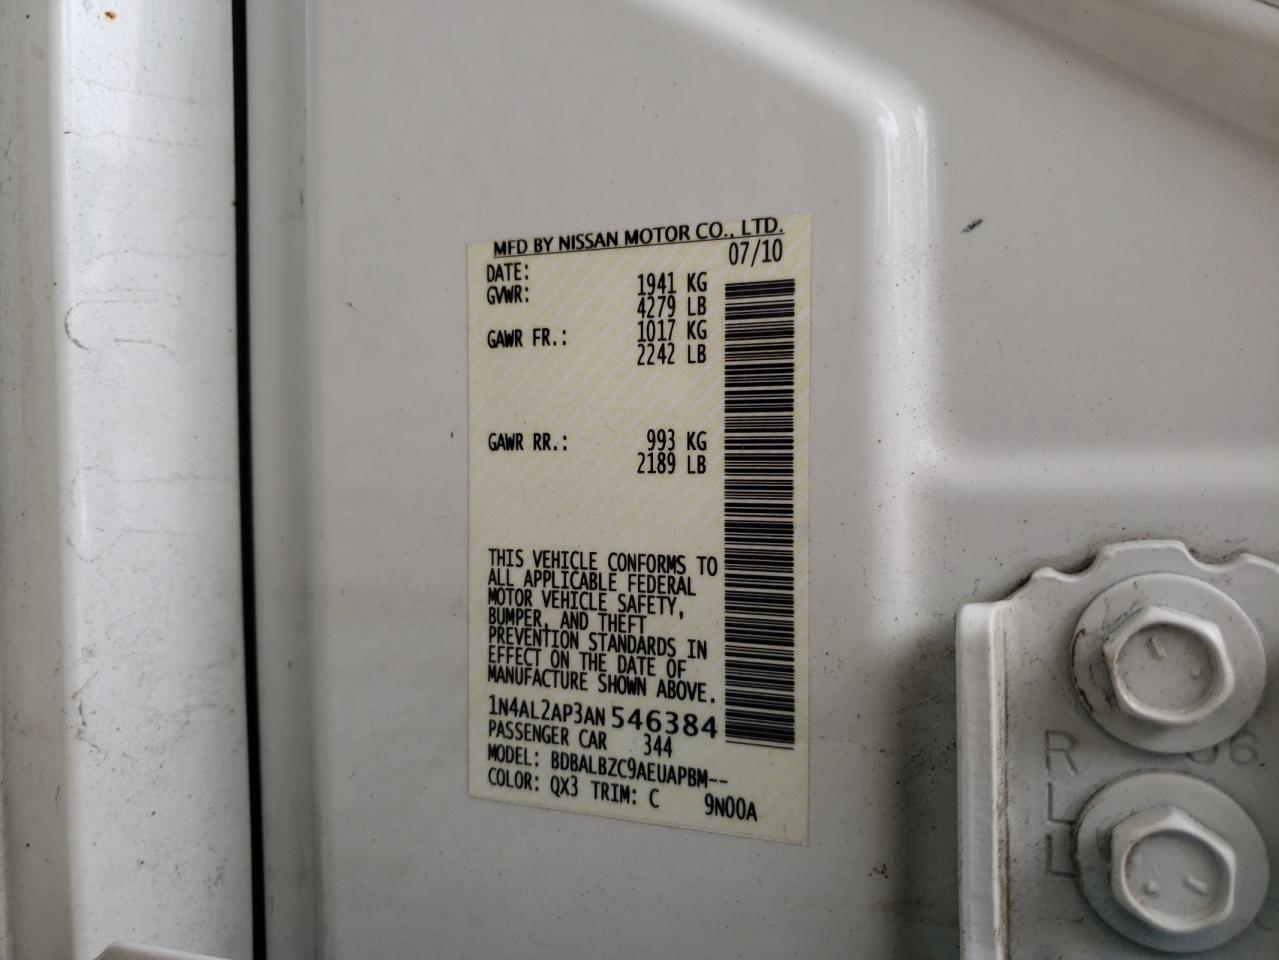 MFD BY NISSAN MOTOR CO., LTD.
DATE: 07/10
GVWR: 1941 KG
4279 LB
GAWR FR.: 1017 KG
2242 LB
GAWR RR.: 993 KG
2189 LB
THIS VEHICLE CONFORMS TO
ALL APPLICABLE FEDERAL
MOTOR VEHICLE SAFETY,
BUMPER, AND THEFT
PREVENTION STANDARDS IN
EFFECT ON THE DATE OF
MANUFACTURE SHOWN ABOVE.
1N4AL2AP3AN546384
PASSENGER CAR 344
MODEL: BDBALBZC9AEUAPBM--
COLOR: QX3 TRIM: C 9N00A
R 06
L
L